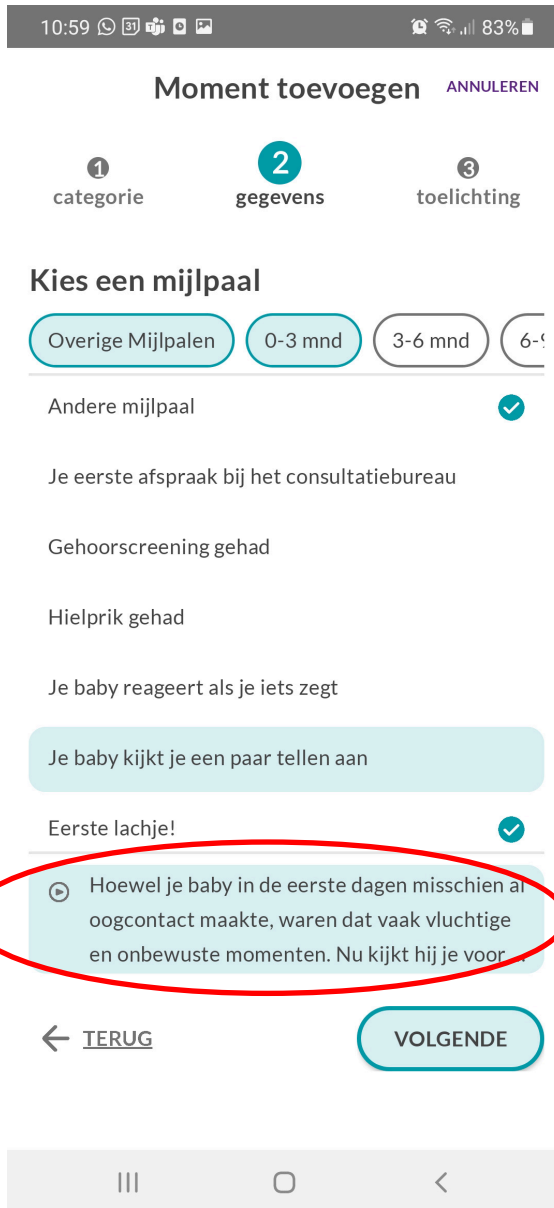 10:59 31 83%
Moment toevoegen ANNULEREN
1 2 3
categorie gegevens toelichting
Kies een mijlpaal
Overige Mijlpalen 0-3 mnd 3-6 mnd 6-
Andere mijlpaal
Je eerste afspraak bij het consultatiebureau
Gehoorscreening gehad
Hielprik gehad
Je baby reageert als je iets zegt
Je baby kijkt je een paar tellen aan
Eerste lachje!
Hoewel je baby in de eerste dagen misschien al
oogcontact maakte, waren dat vaak vluchtige
en onbewuste momenten. Nu kijkt hij je voor ...
TERUG VOLGENDE